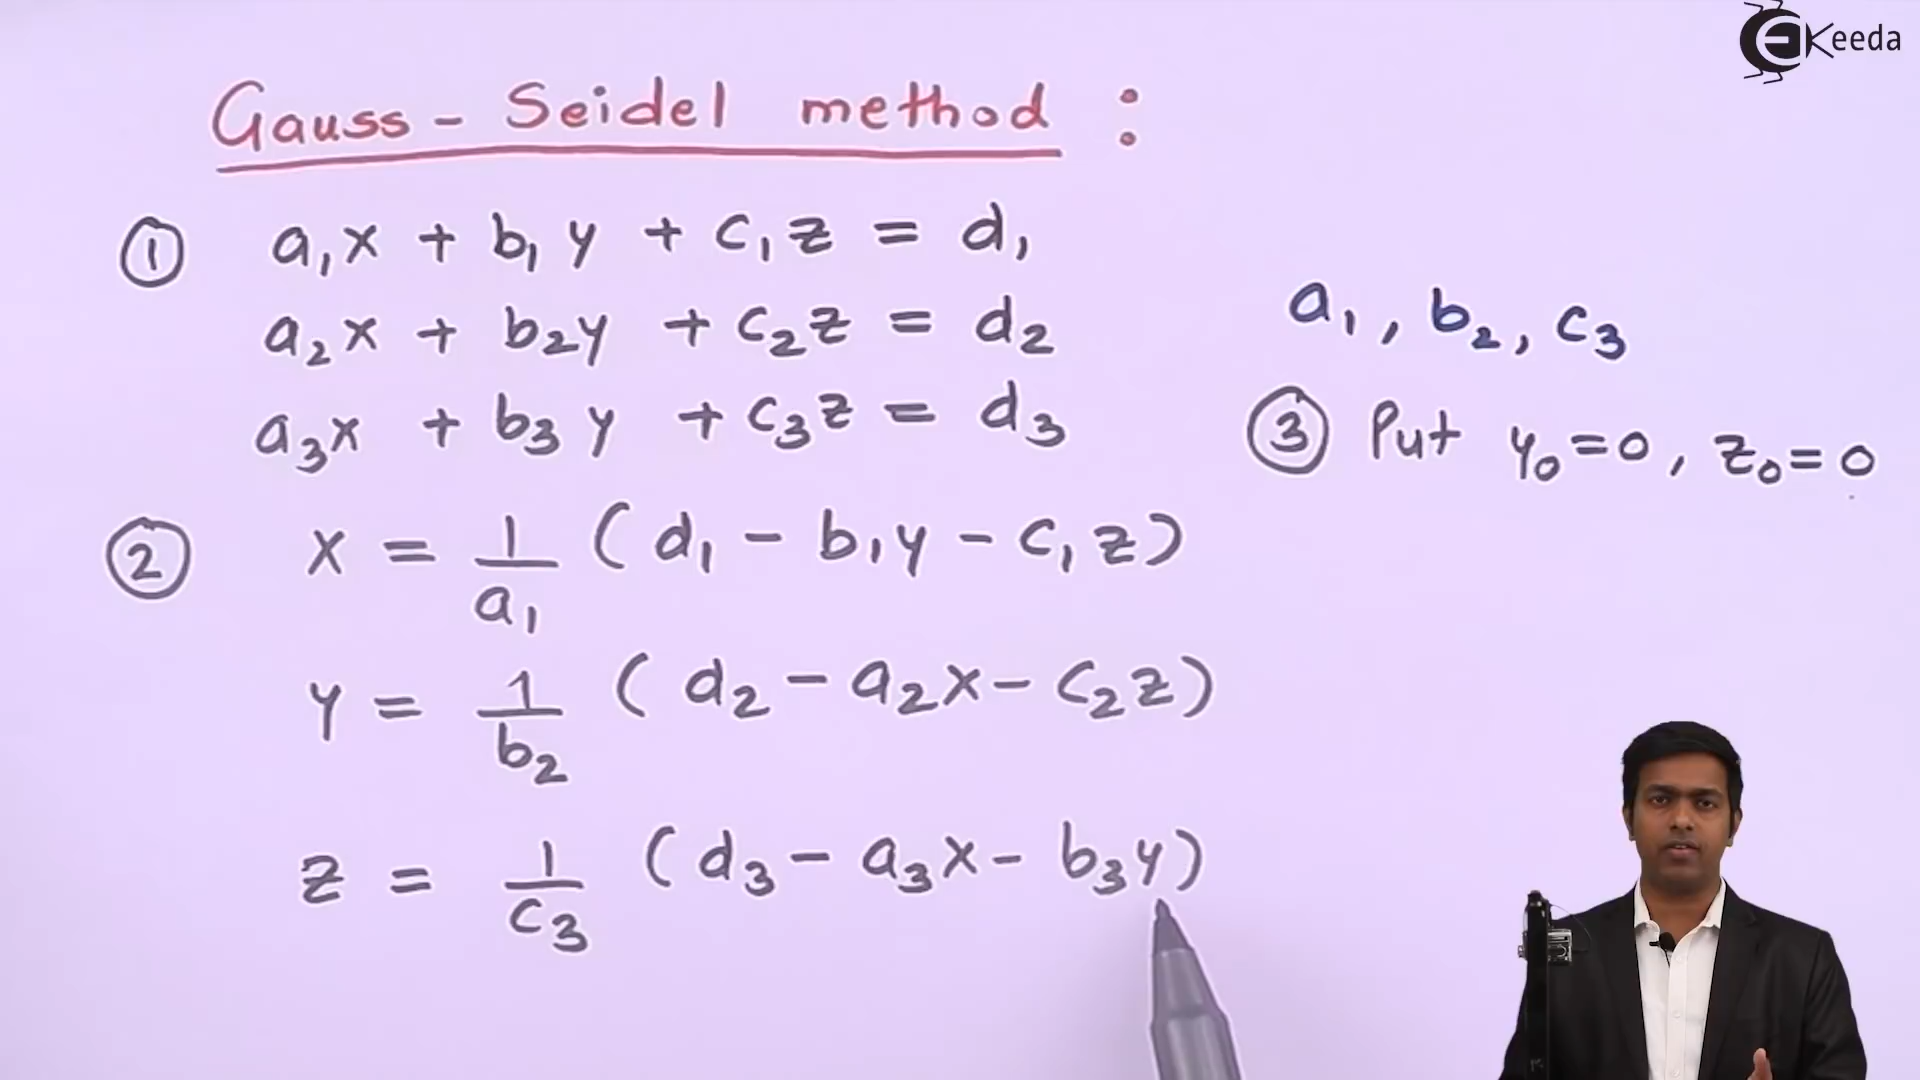 EKeeda
Gauss - Seidel method :
① a₁x + b₁y + c₁z = d₁
a₂x + b₂y + c₂z = d₂
a₃x + b₃y + c₃z = d₃
② x = 1/a₁ (d₁ - b₁y - c₁z)
y = 1/b₂ (d₂ - a₂x - c₂z)
z = 1/c₃ (d₃ - a₃x - b₃y)
a₁, b₂, c₃
③ Put y₀=0, z₀=0